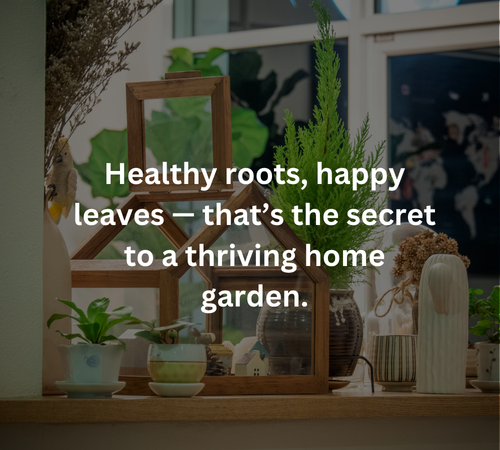 Healthy roots, happy
leaves — that’s the secret
to a thriving home
garden.